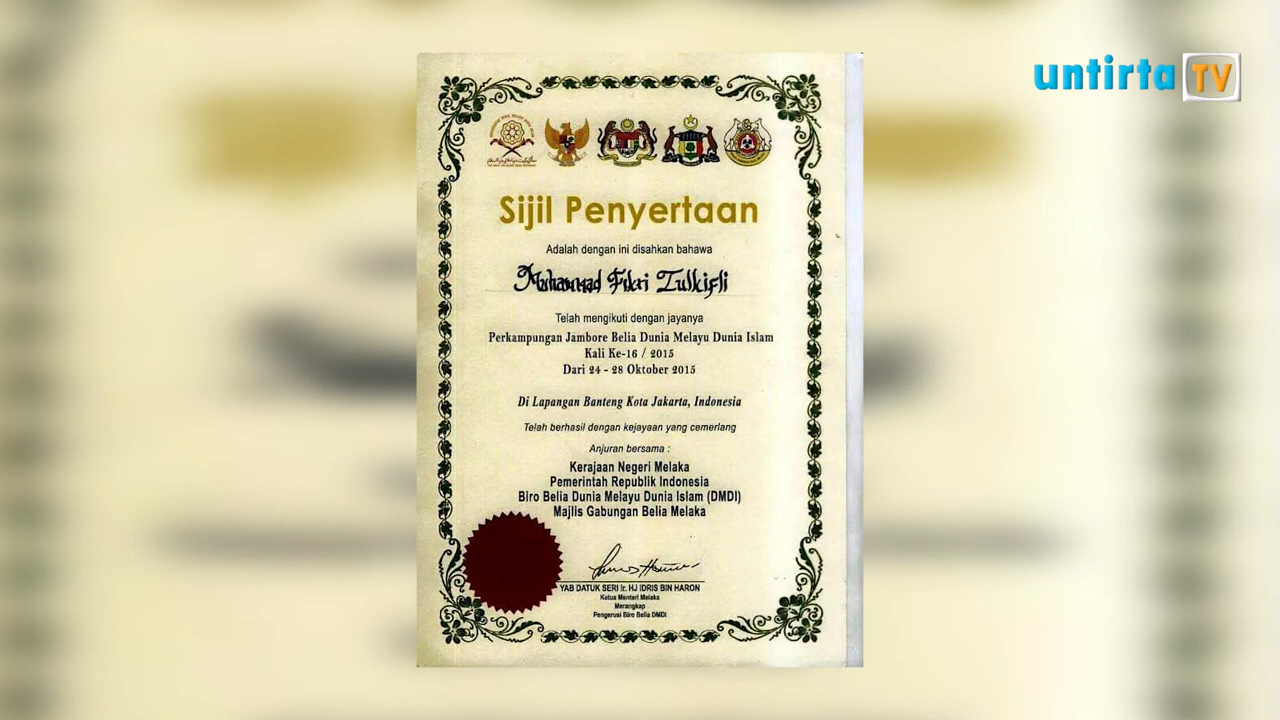 untirta TV
Sijil Penyertaan
Adalah dengan ini disahkan bahawa
Muhammad Fikri Zulkifli
Telah mengikuti dengan jayanya
Perkampungan Jambore Belia Dunia Melayu Dunia Islam
Kali Ke-16 / 2015
Dari 24 - 28 Oktober 2015
Di Lapangan Banteng Kota Jakarta, Indonesia
Telah berhasil dengan kejayaan yang cemerlang
Anjuran bersama :
Kerajaan Negeri Melaka
Pemerintah Republik Indonesia
Biro Belia Dunia Melayu Dunia Islam (DMDI)
Majlis Gabungan Belia Melaka
YAB DATUK SERI Ir. HJ IDRIS BIN HARON
Ketua Menteri Melaka
Merangkap
Pengerusi Biro Belia DMDI